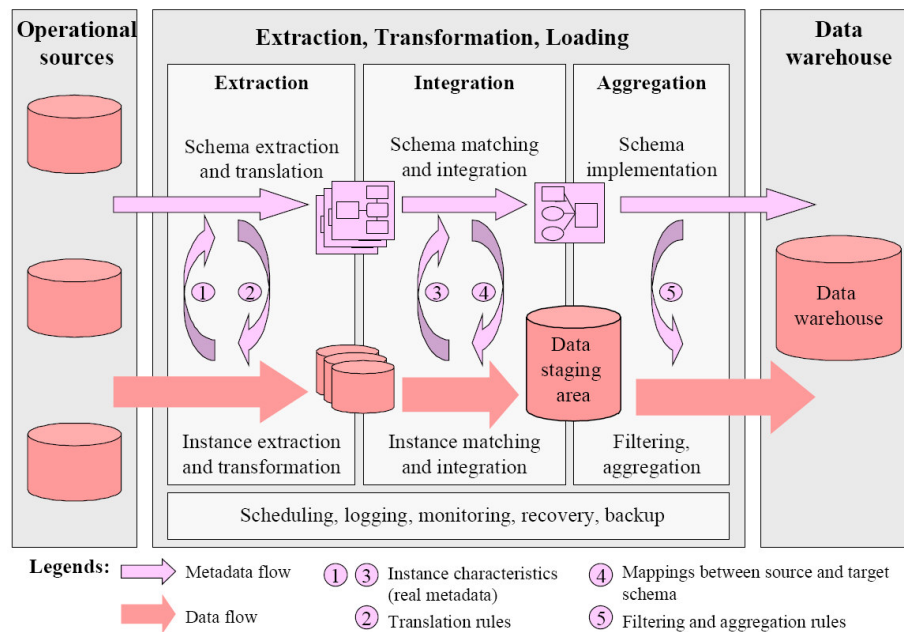 Operational
sources
Extraction, Transformation, Loading
Data
warehouse
Extraction
Integration
Aggregation
Schema extraction
and translation
Schema matching
and integration
Schema
implementation
1
2
3
4
5
Data
warehouse
Data
staging
area
Instance extraction
and transformation
Instance matching
and integration
Filtering,
aggregation
Scheduling, logging, monitoring, recovery, backup
Legends:
Metadata flow
Data flow
1 3 Instance characteristics
(real metadata)
2 Translation rules
4 Mappings between source and target
schema
5 Filtering and aggregation rules